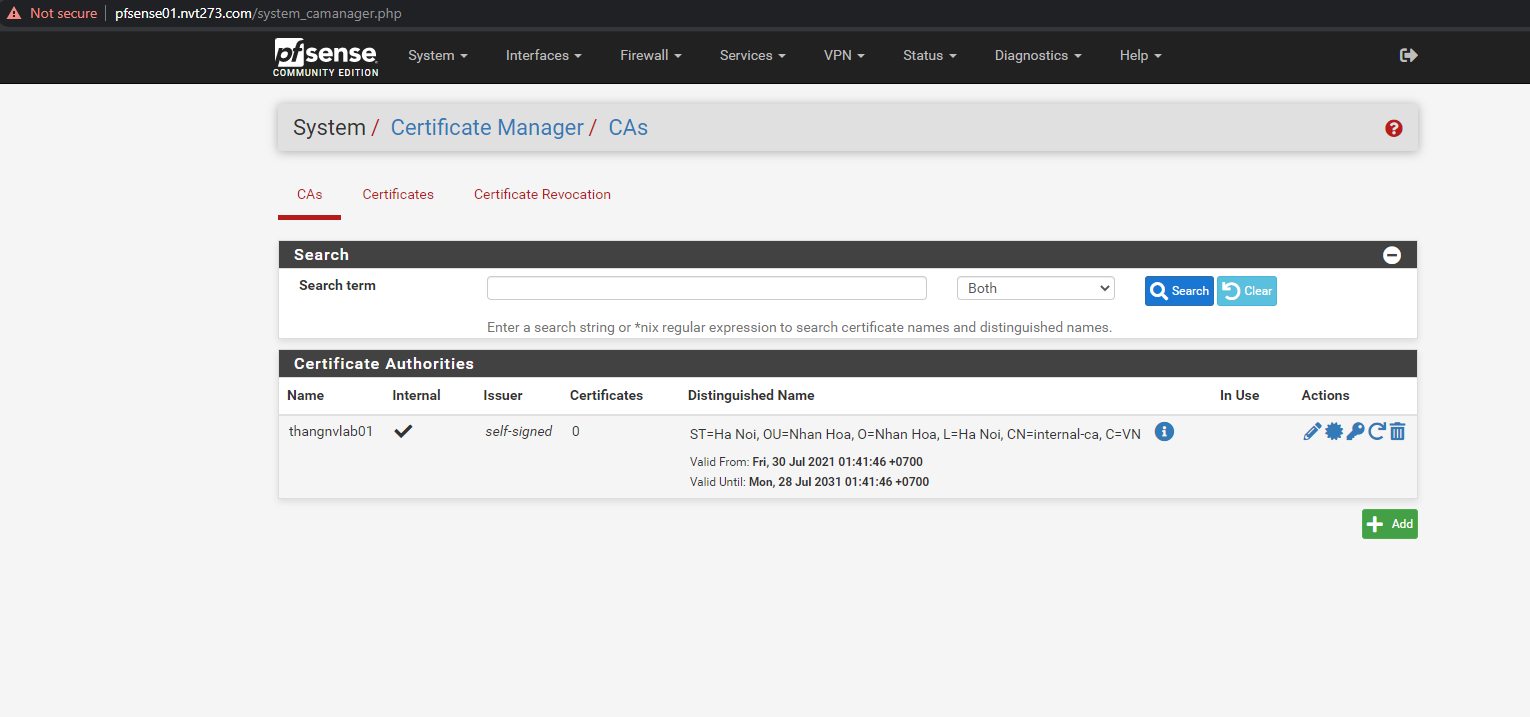 Not secure pfsense01.nvt273.com/system_camanager.php
pfsense COMMUNITY EDITION System Interfaces Firewall Services VPN Status Diagnostics Help
System / Certificate Manager / CAs
CAs Certificates Certificate Revocation
Search
Search term Both Search Clear
Enter a search string or *nix regular expression to search certificate names and distinguished names.
Certificate Authorities
Name Internal Issuer Certificates Distinguished Name In Use Actions
thangnvlab01 self-signed 0 ST=Ha Noi, OU=Nhan Hoa, O=Nhan Hoa, L=Ha Noi, CN=internal-ca, C=VN
Valid From: Fri, 30 Jul 2021 01:41:46 +0700
Valid Until: Mon, 28 Jul 2031 01:41:46 +0700
Add